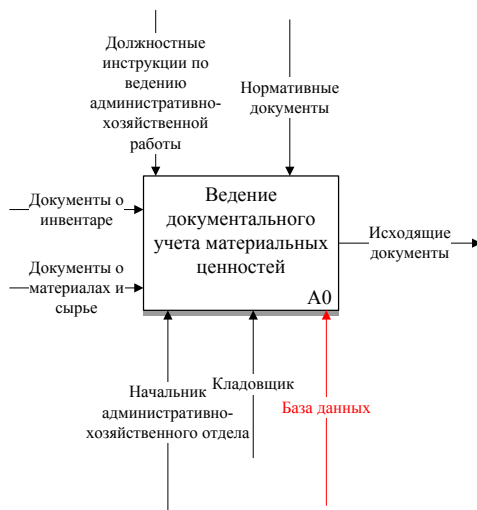 Должностные
инструкции по
ведению
административно-
хозяйственной
работы
Нормативные
документы
Документы о
инвентаре
Ведение
документального
учета материальных
ценностей
Исходящие
документы
Документы о
материалах и
сырье
A0
Начальник
административно-
хозяйственного отдела
Кладовщик
База данных